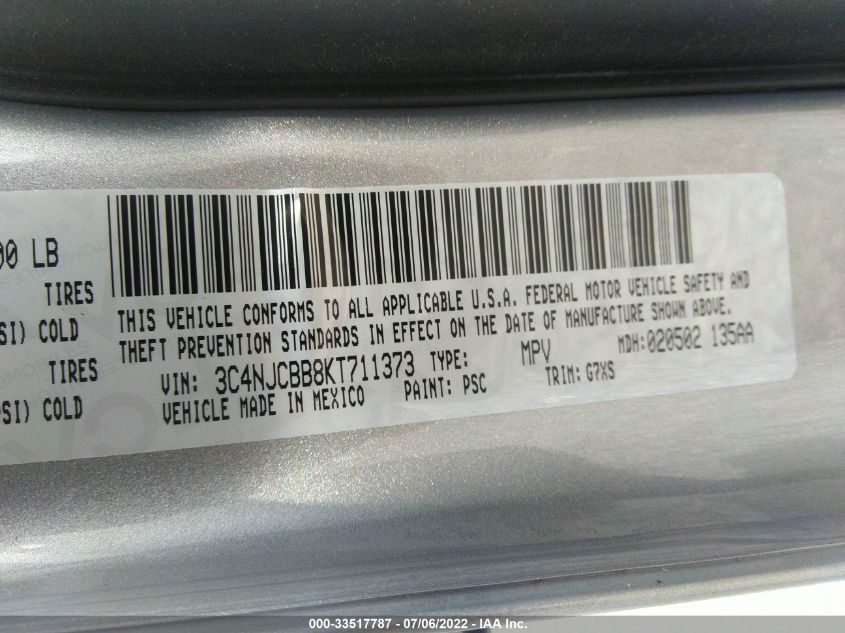 00 LB
TIRES
SI) COLD
TIRES
PSI) COLD
THIS VEHICLE CONFORMS TO ALL APPLICABLE U.S.A. FEDERAL MOTOR VEHICLE SAFETY AND
THEFT PREVENTION STANDARDS IN EFFECT ON THE DATE OF MANUFACTURE SHOWN ABOVE.
VIN: 3C4NJCBB8KT711373 TYPE: MPV MDH:020502 135AA
VEHICLE MADE IN MEXICO PAINT: PSC TRIM: G7XS
000-33517787 - 07/06/2022 - IAA Inc.